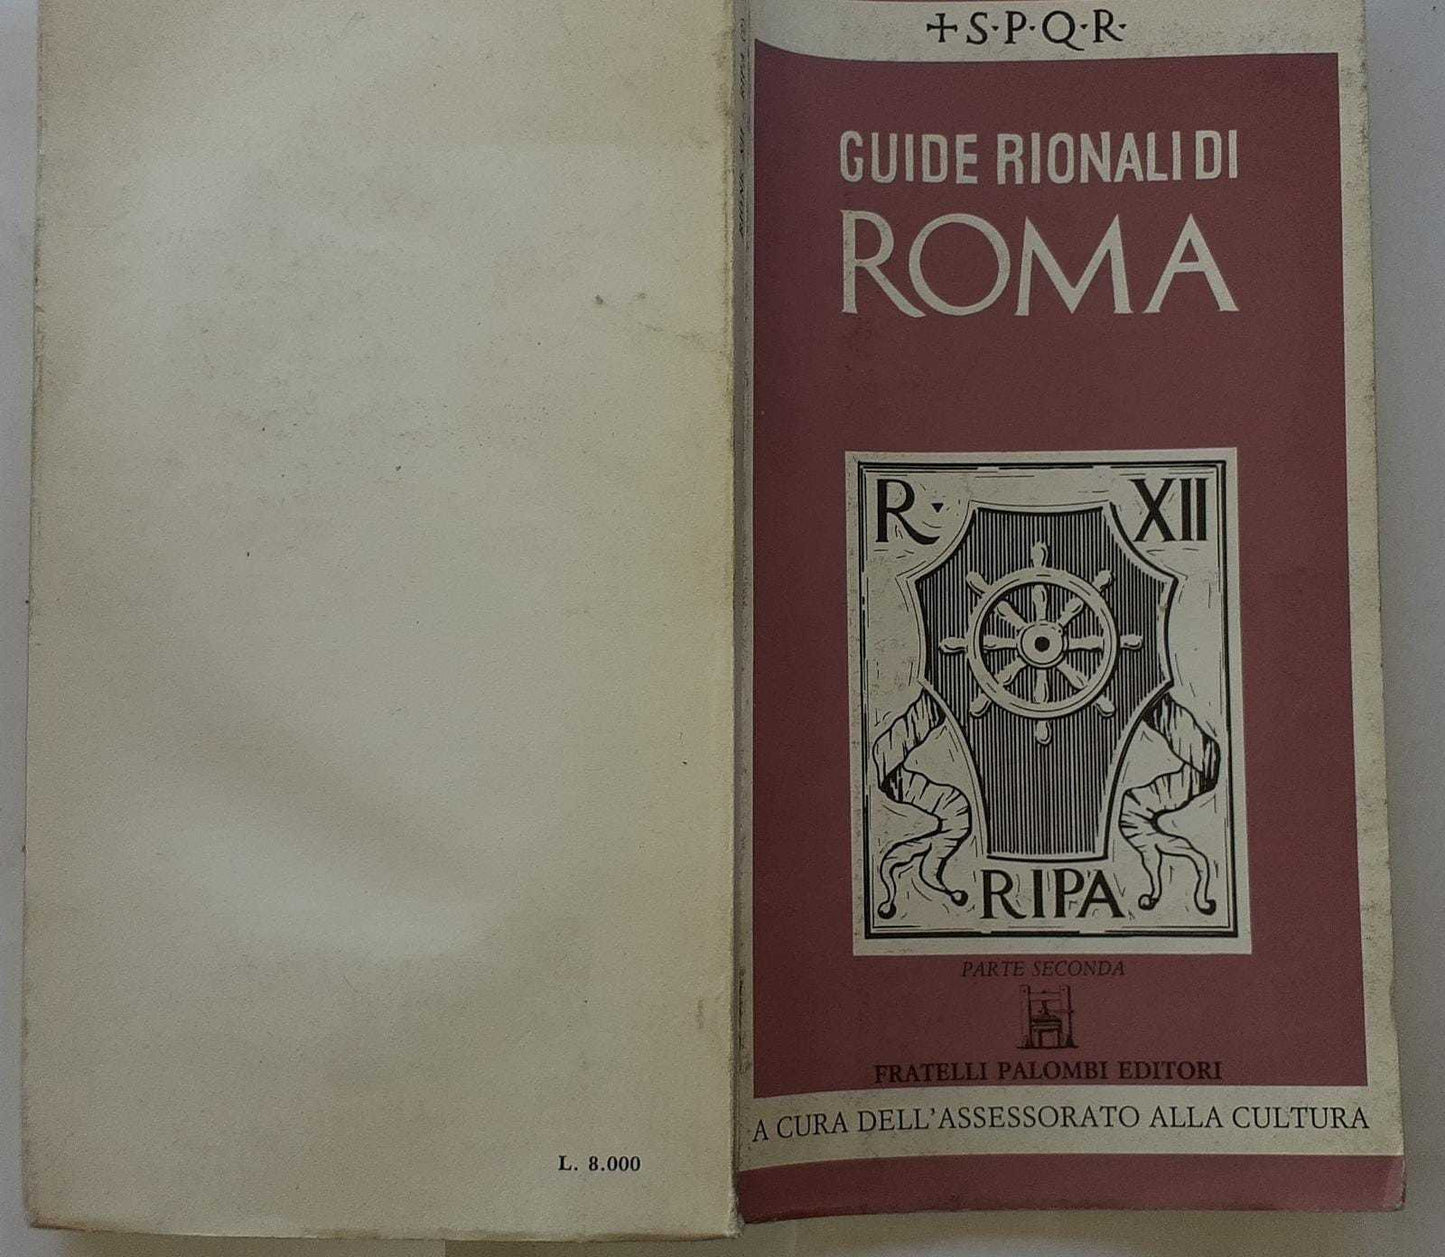 +S·P·Q·R·
GUIDE RIONALI DI
ROMA
R· XII
RIPA
PARTE SECONDA
FRATELLI PALOMBI EDITORI
A CURA DELL'ASSESSORATO ALLA CULTURA
L. 8.000